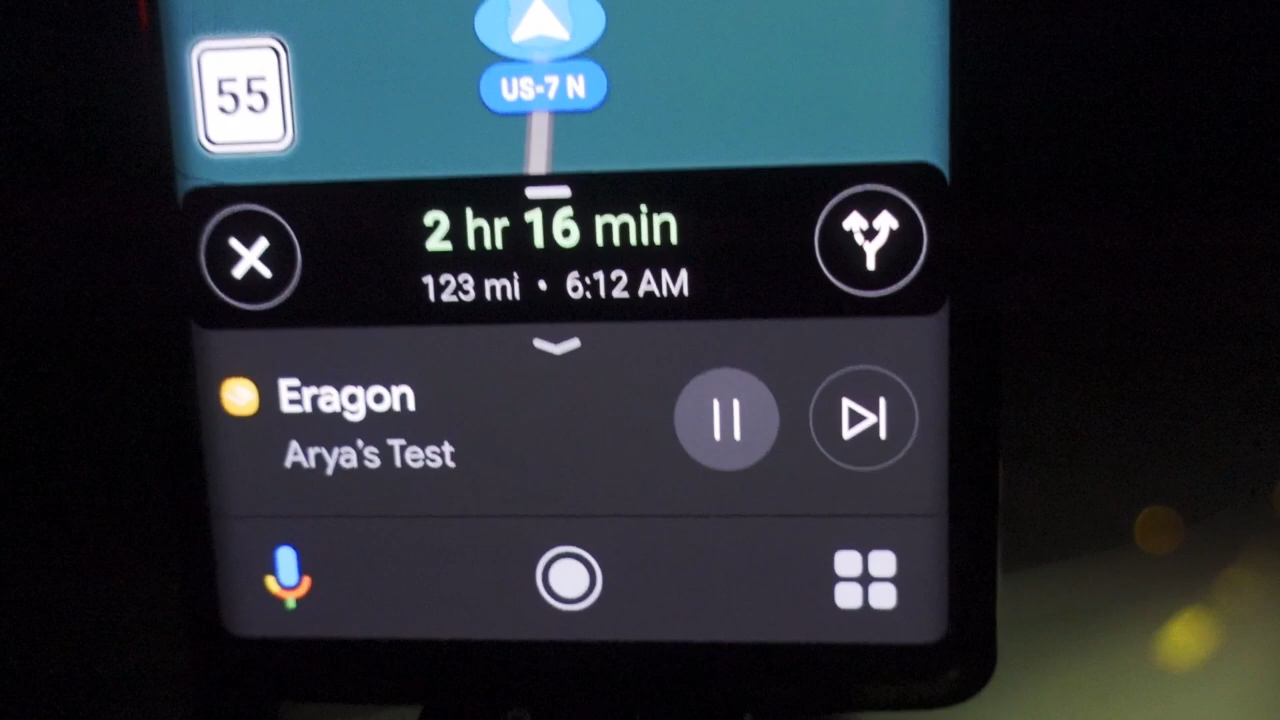 55
US-7 N
2 hr 16 min
123 mi • 6:12 AM
Eragon
Arya's Test